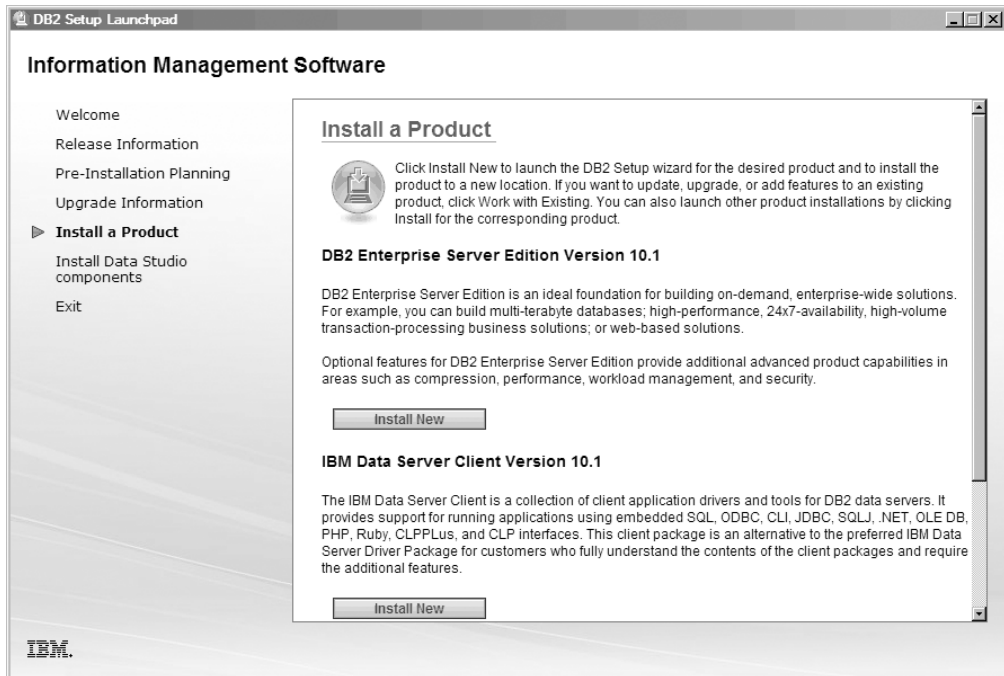 DB2 Setup Launchpad
Information Management Software
Welcome
Release Information
Pre-Installation Planning
Upgrade Information
Install a Product
Install Data Studio
components
Exit
Install a Product
Click Install New to launch the DB2 Setup wizard for the desired product and to install the
product to a new location. If you want to update, upgrade, or add features to an existing
product, click Work with Existing. You can also launch other product installations by clicking
Install for the corresponding product.
DB2 Enterprise Server Edition Version 10.1
DB2 Enterprise Server Edition is an ideal foundation for building on-demand, enterprise-wide solutions.
For example, you can build multi-terabyte databases; high-performance, 24x7-availability, high-volume
transaction-processing business solutions; or web-based solutions.
Optional features for DB2 Enterprise Server Edition provide additional advanced product capabilities in
areas such as compression, performance, workload management, and security.
Install New
IBM Data Server Client Version 10.1
The IBM Data Server Client is a collection of client application drivers and tools for DB2 data servers. It
provides support for running applications using embedded SQL, ODBC, CLI, JDBC, SQLJ, .NET, OLE DB,
PHP, Ruby, CLPPLus, and CLP interfaces. This client package is an alternative to the preferred IBM Data
Server Driver Package for customers who fully understand the contents of the client packages and require
the additional features.
Install New
IBM.